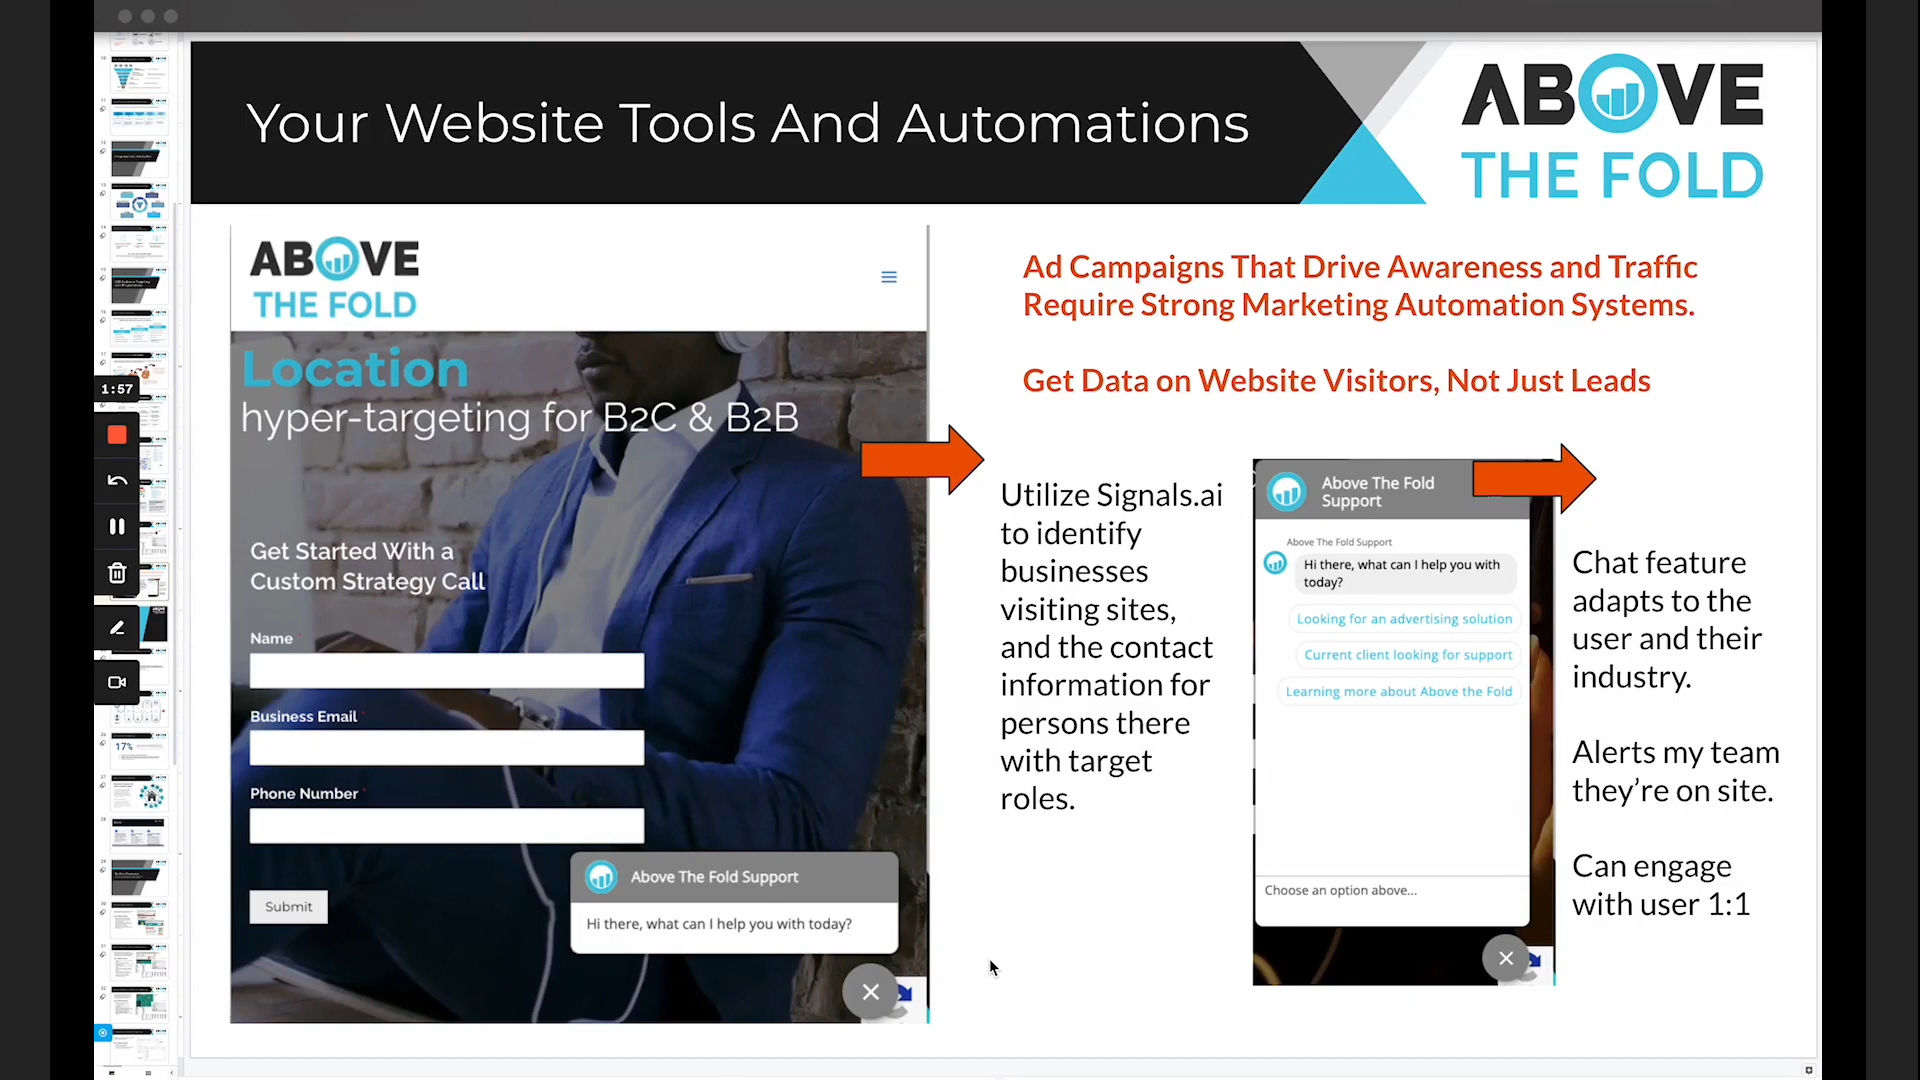 Your Website Tools And Automations
ABOVE
THE FOLD
ABOVE
THE FOLD
Location
hyper-targeting for B2C & B2B
Get Started With a
Custom Strategy Call
Name
Business Email
Phone Number
Submit
Above The Fold Support
Hi there, what can I help you with today?
Ad Campaigns That Drive Awareness and Traffic
Require Strong Marketing Automation Systems.
Get Data on Website Visitors, Not Just Leads
Utilize Signals.ai
to identify
businesses
visiting sites,
and the contact
information for
persons there
with target
roles.
Above The Fold
Support
Above The Fold Support
Hi there, what can I help you with
today?
Looking for an advertising solution
Current client looking for support
Learning more about Above the Fold
Choose an option above...
Chat feature
adapts to the
user and their
industry.
Alerts my team
they’re on site.
Can engage
with user 1:1
1:57
17%